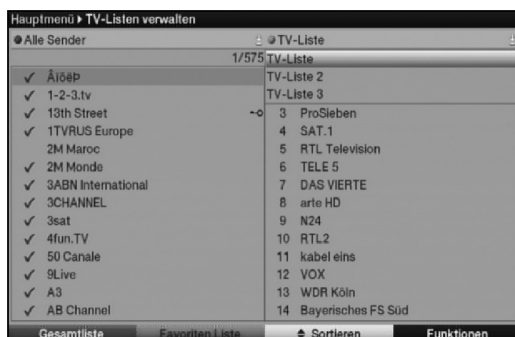 Hauptmenü ▸ TV-Listen verwalten
Alle Sender
1/575
✓ ÂïöëÞ
✓ 1-2-3.tv
✓ 13th Street
✓ 1TVRUS Europe
2M Maroc
✓ 2M Monde
✓ 3ABN International
✓ 3CHANNEL
✓ 3sat
✓ 4fun.TV
✓ 50 Canale
✓ 9Live
✓ A3
✓ AB Channel
TV-Liste
TV-Liste
TV-Liste 2
TV-Liste 3
3 ProSieben
4 SAT.1
5 RTL Television
6 TELE 5
7 DAS VIERTE
8 arte HD
9 N24
10 RTL2
11 kabel eins
12 VOX
13 WDR Köln
14 Bayerisches FS Süd
Gesamtliste
Favoriten Liste
Sortieren
Funktionen